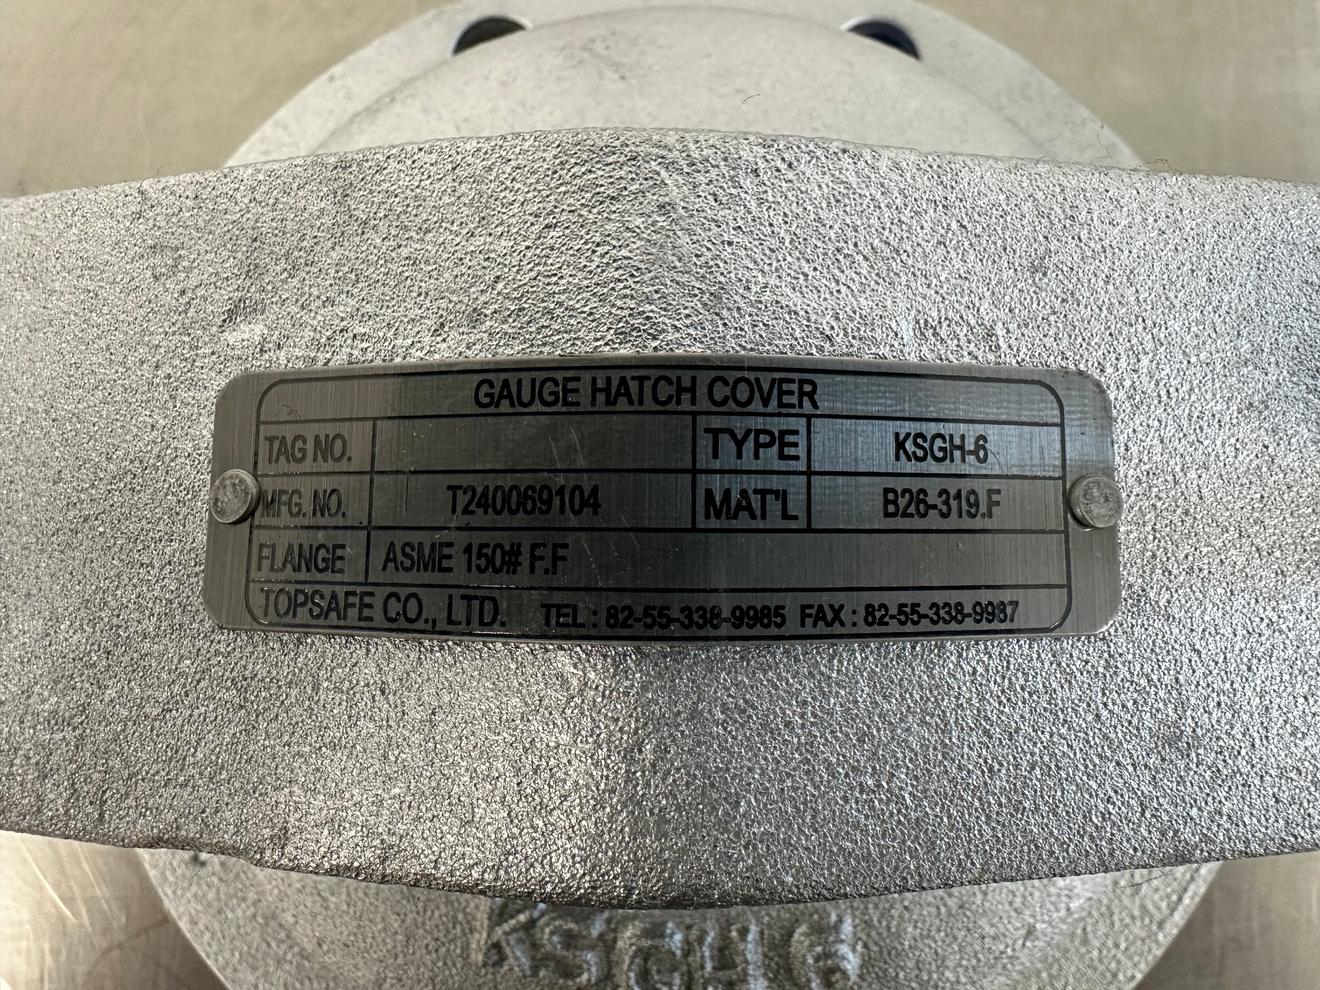 GAUGE HATCH COVER
TAG NO. TYPE KSGH-6
MFG. NO. T240069104 MAT'L B26-319.F
FLANGE ASME 150# F.F
TOPSAFE CO., LTD. TEL : 82-55-338-9985 FAX : 82-55-338-9987
KSGH 6